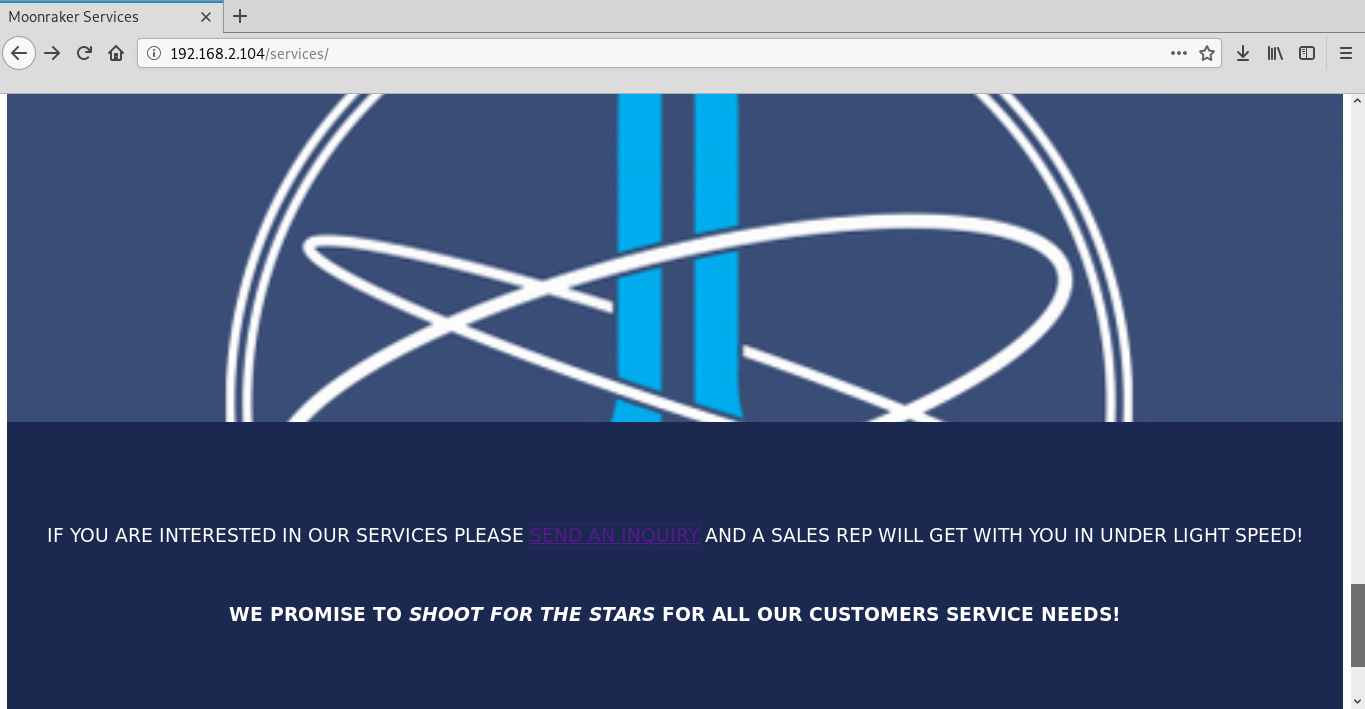 Moonraker Services
192.168.2.104/services/
IF YOU ARE INTERESTED IN OUR SERVICES PLEASE SEND AN INQUIRY AND A SALES REP WILL GET WITH YOU IN UNDER LIGHT SPEED!
WE PROMISE TO SHOOT FOR THE STARS FOR ALL OUR CUSTOMERS SERVICE NEEDS!